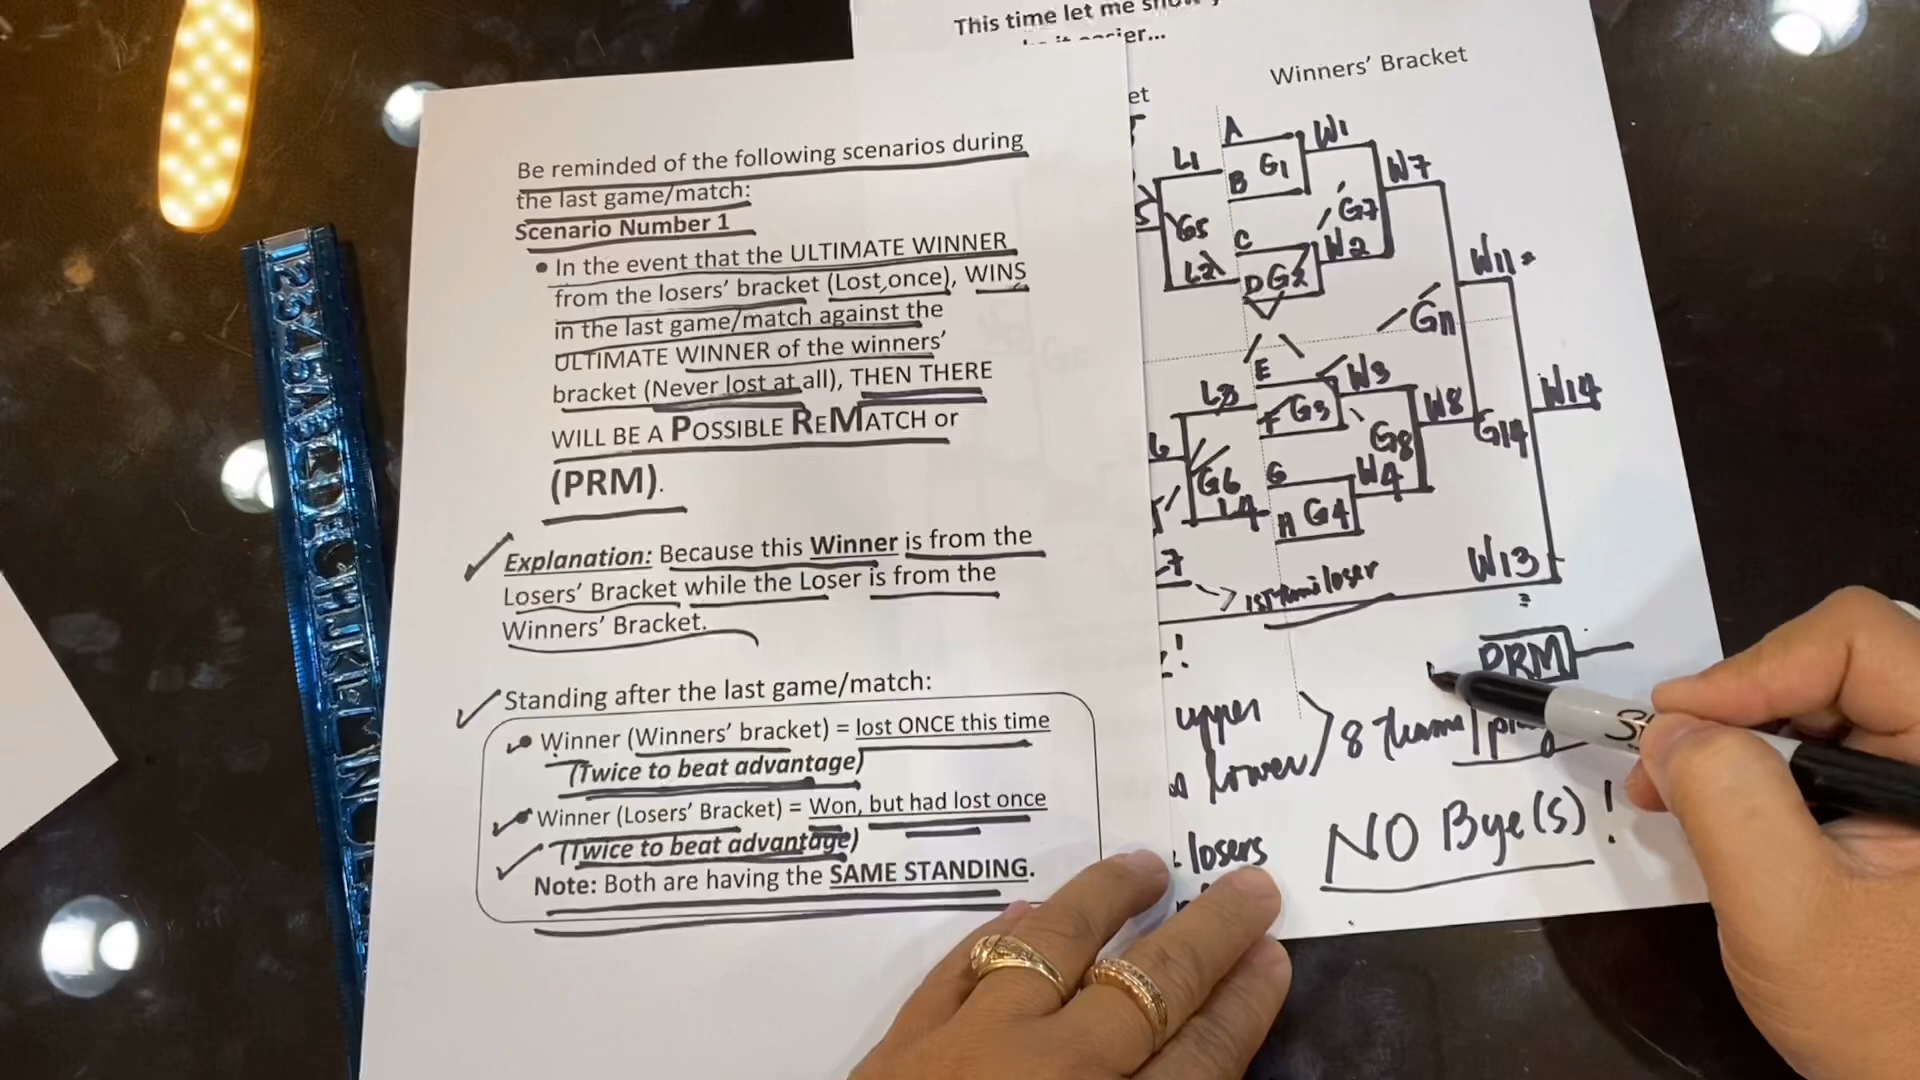 This time let me show
Be reminded of the following scenarios during
the last game/match:
Scenario Number 1
• In the event that the ULTIMATE WINNER
from the losers' bracket (Lost once), WINS
in the last game/match against the
ULTIMATE WINNER of the winners'
bracket (Never lost at all), THEN THERE
WILL BE A POSSIBLE REMATCH or
(PRM).
Explanation: Because this Winner is from the
Losers' Bracket while the Loser is from the
Winners' Bracket.
Standing after the last game/match:
Winner (Winners' bracket) = lost ONCE this time
(Twice to beat advantage)
Winner (Losers' Bracket) = Won, but had lost once
(Twice to beat advantage)
Note: Both are having the SAME STANDING.
Winners' Bracket
et
A
W1
L1
B G1
W7
G5
C
G7
W2
L2
D G2
W11
G11
E
W3
L3
F G3
W8
W14
G8
G14
G
W4
G6
L4
H G4
W13
PRM
upper
lower
8 teams
losers
NO Bye(s)!